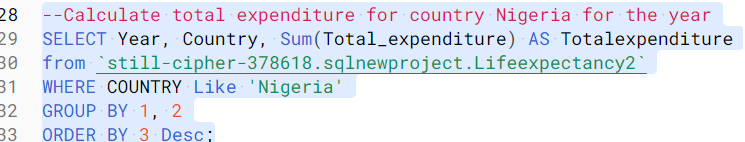 28 --Calculate total expenditure for country Nigeria for the year
29 SELECT Year, Country, Sum(Total_expenditure) AS Totalexpenditure
30 from `still-cipher-378618.sqlnewproject.Lifeexpectancy2`
31 WHERE COUNTRY Like 'Nigeria'
32 GROUP BY 1, 2
33 ORDER BY 3 Desc;